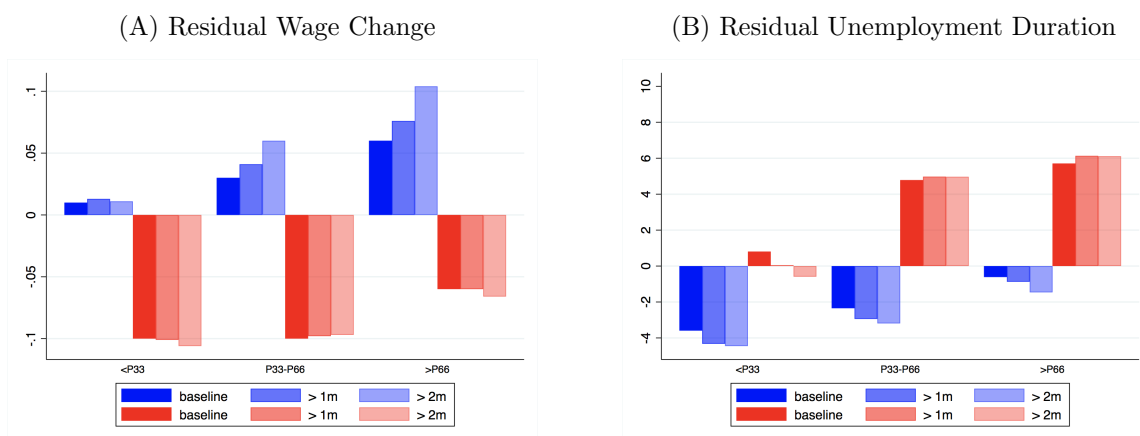 (A) Residual Wage Change
.1
.05
0
-.05
-.1
<P33
P33-P66
>P66
baseline > 1m > 2m
baseline > 1m > 2m
(B) Residual Unemployment Duration
10
8
6
4
2
0
-2
-4
<P33
P33-P66
>P66
baseline > 1m > 2m
baseline > 1m > 2m